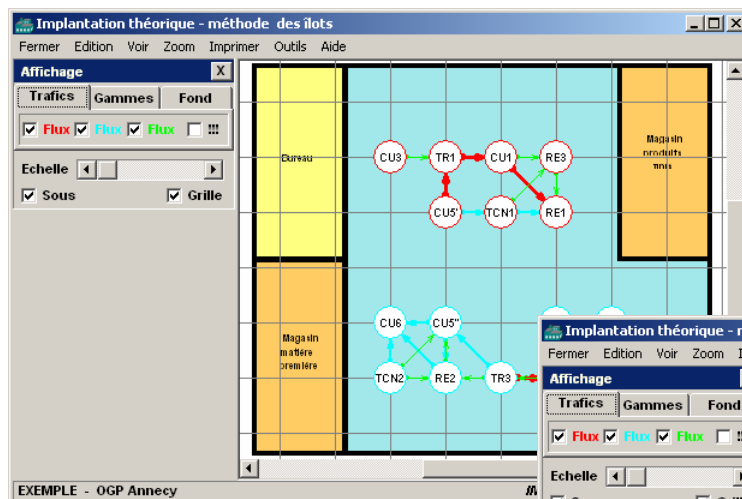 Implantation théorique - méthode des îlots
Fermer Edition Voir Zoom Imprimer Outils Aide
Affichage X
Trafics Gammes Fond
Flux Flux Flux !!!
Echelle
Sous Grille
Bureau
Magasin
produits
finis
CU3 TR1 CU1 RE3
CU5' TCN1 RE1
Magasin
matière
première
CU6 CU5"
TCN2 RE2 TR3
EXEMPLE - OGP Annecy
Implantation théorique - m
Fermer Edition Voir Zoom I
Affichage
Trafics Gammes Fond
Flux Flux Flux !!
Echelle